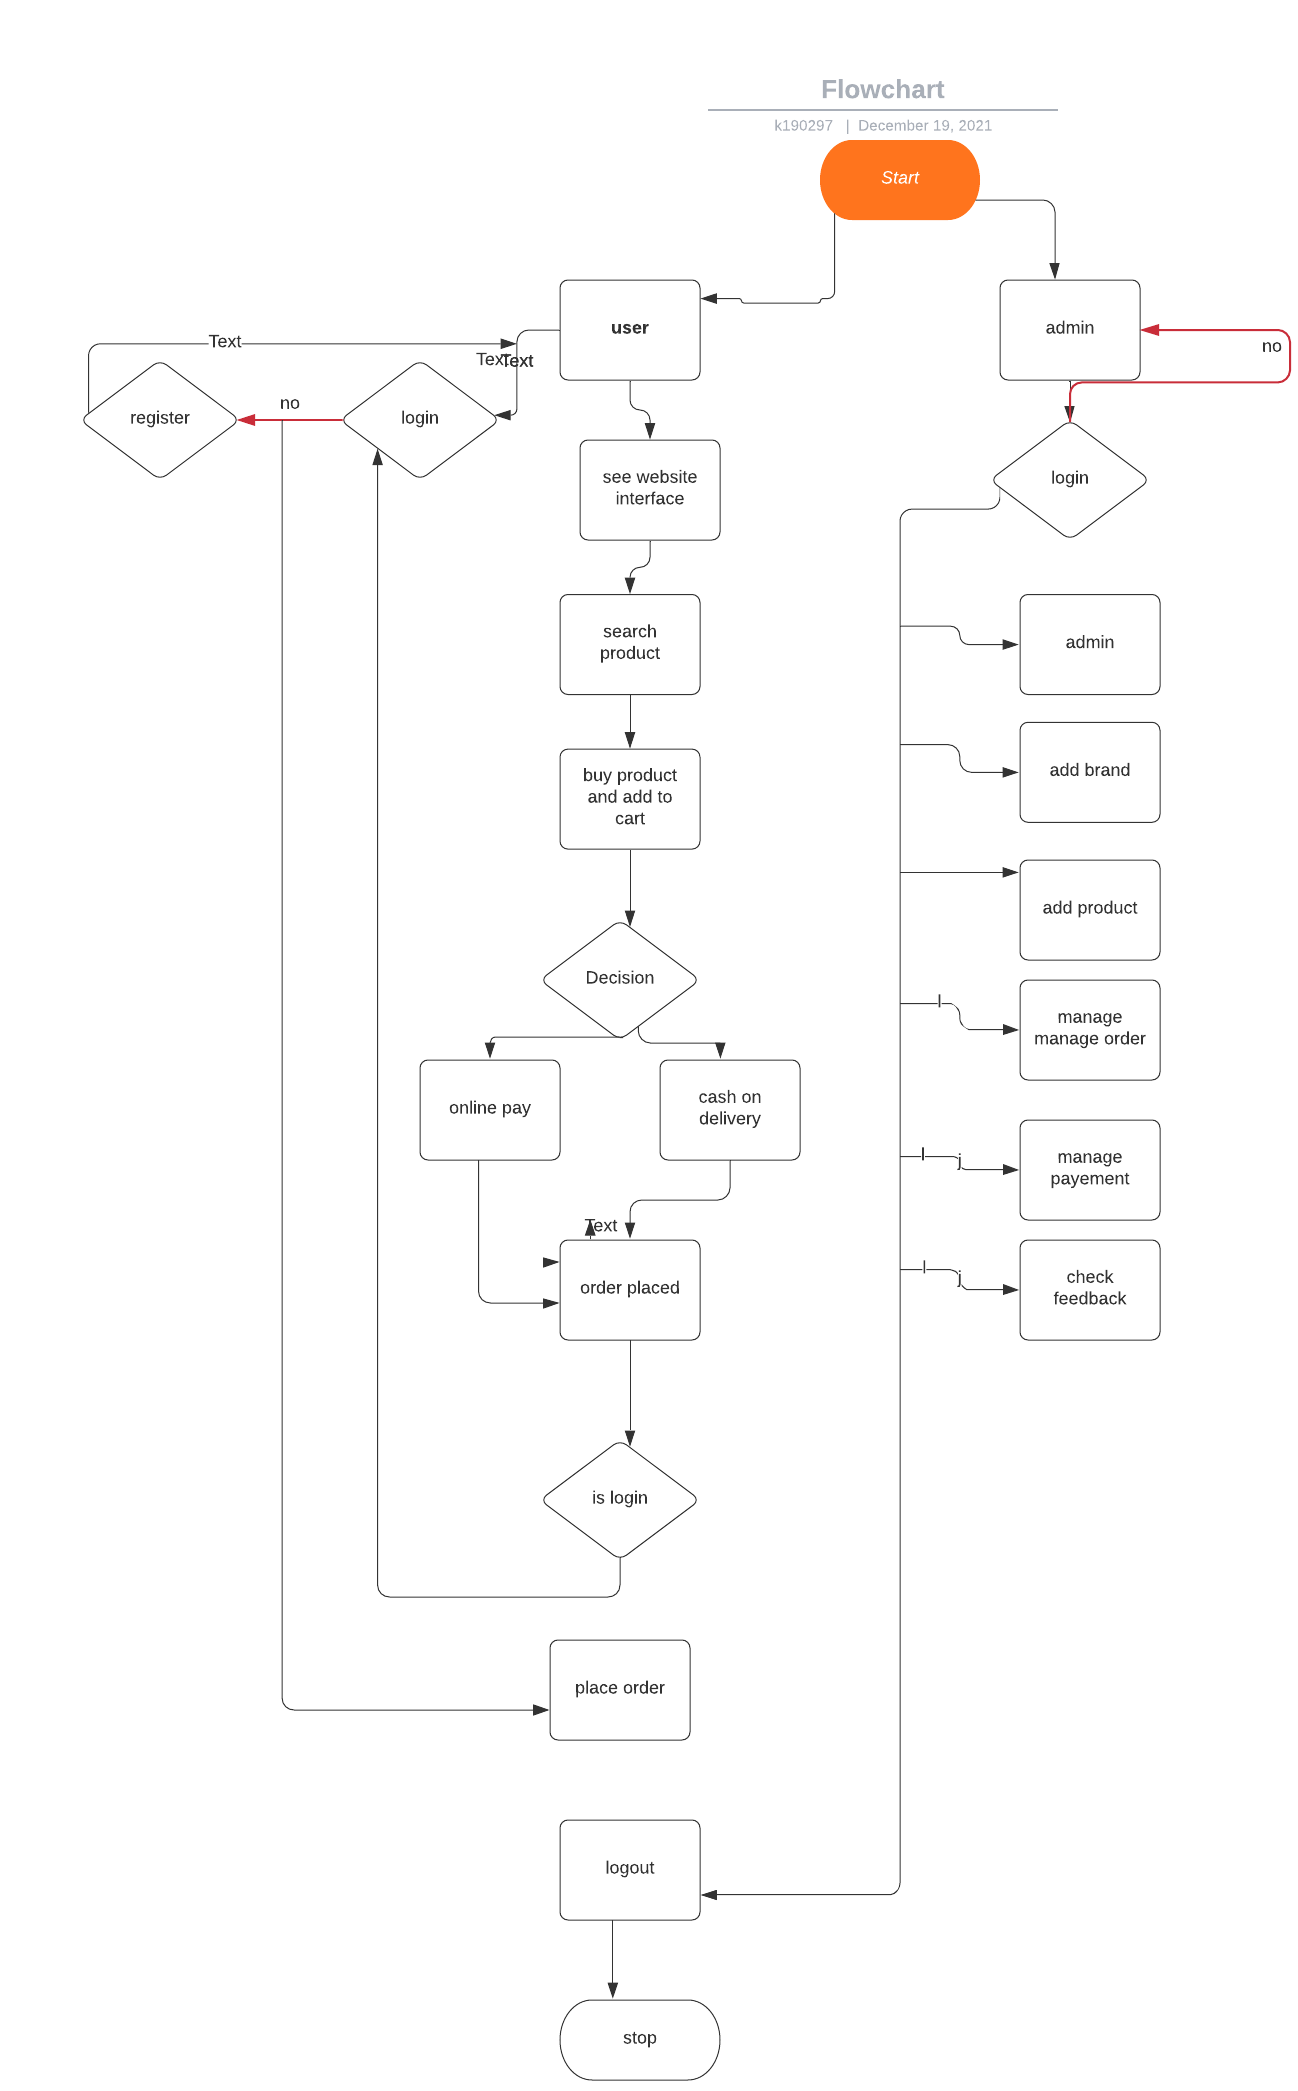 Flowchart
k190297 | December 19, 2021
Start
user
admin
no
Text
Text
Text
no
register
login
see website
interface
login
search
product
admin
buy product
and add to
cart
add brand
add product
Decision
manage
manage order
online pay
cash on
delivery
manage
payement
Text
order placed
check
feedback
is login
place order
logout
stop